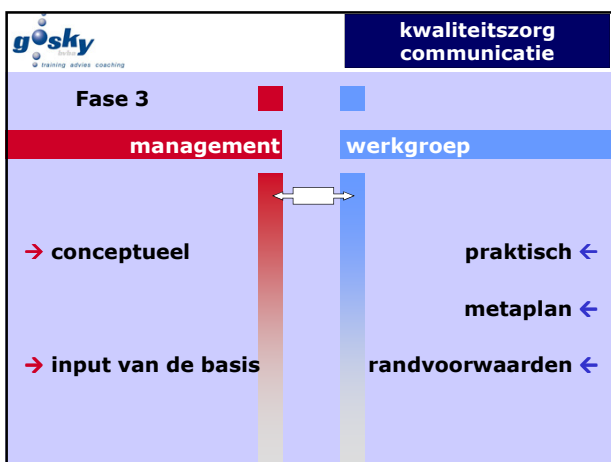 gosky
training advies coaching
kwaliteitszorg
communicatie
Fase 3
management
werkgroep
→ conceptueel
praktisch ←
metaplan ←
→ input van de basis
randvoorwaarden ←